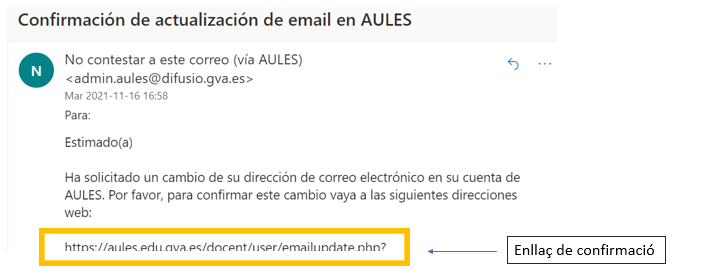 Confirmación de actualización de email en AULES
N
No contestar a este correo (vía AULES)
<admin.aules@difusio.gva.es>
Mar 2021-11-16 16:58
Para:
Estimado(a)
Ha solicitado un cambio de su dirección de correo electrónico en su cuenta de
AULES. Por favor, para confirmar este cambio vaya a las siguientes direcciones
web:
https://aules.edu.gva.es/docent/user/emailupdate.php?
Enllaç de confirmació